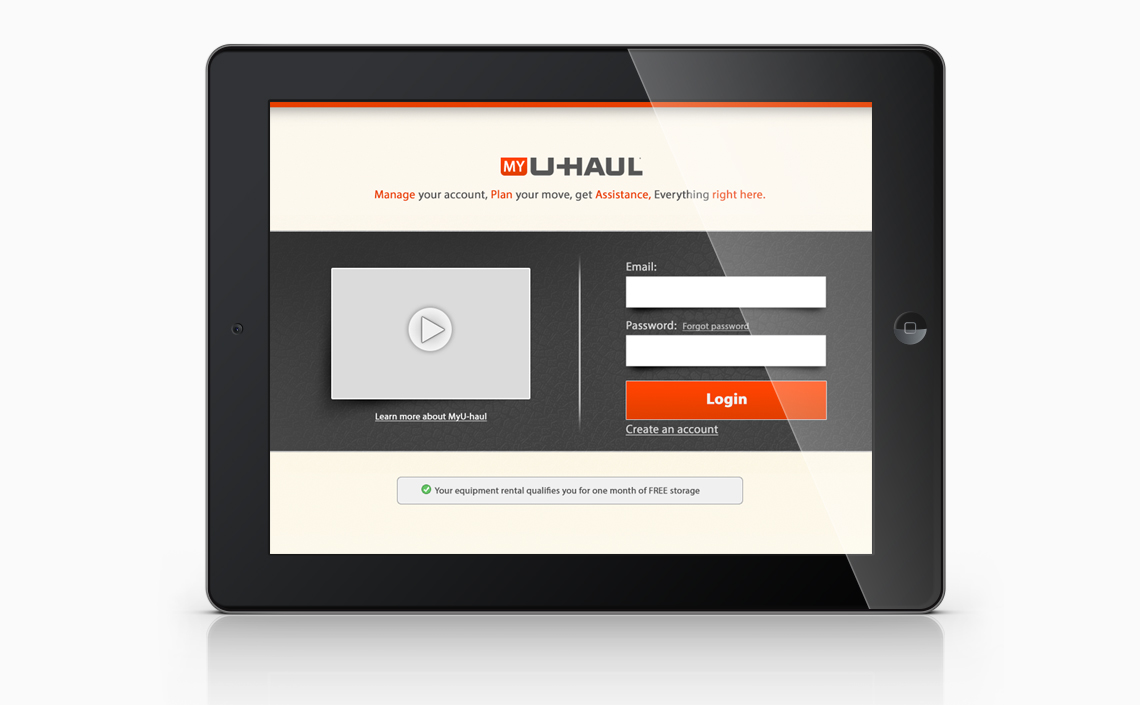 MY U-HAUL
Manage your account, Plan your move, get Assistance, Everything right here.
Email:
Password: Forgot password
Login
Create an account
Learn more about MyU-haul
Your equipment rental qualifies you for one month of FREE storage